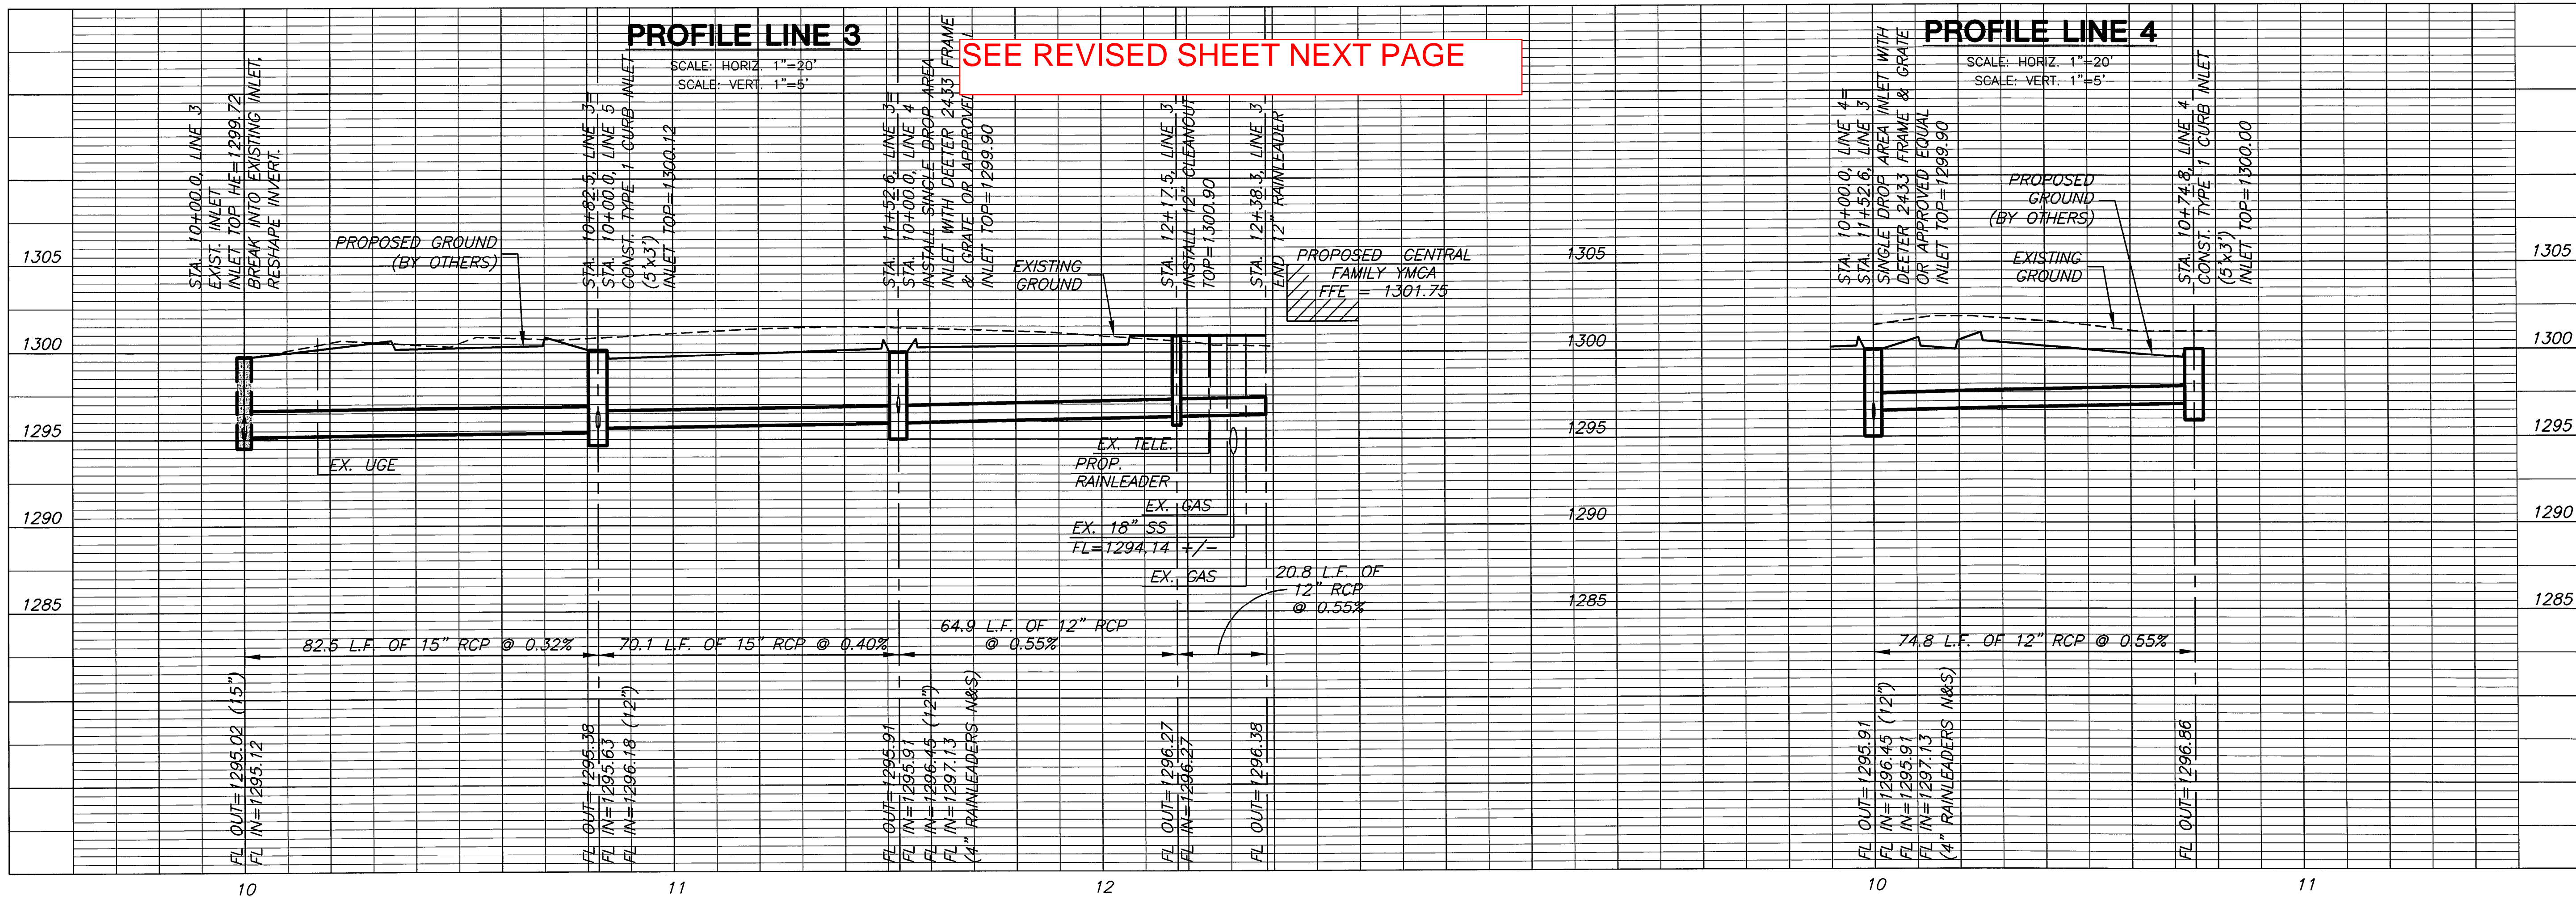 PROFILE LINE 3
SCALE: HORIZ. 1"=20'
SCALE: VERT. 1"=5'
SEE REVISED SHEET NEXT PAGE
STA. 10+00.0, LINE 3
EXIST. INLET
INLET TOP HE=1299.72
BREAK INTO EXISTING INLET,
RESHAPE INVERT.
STA. 10+82.5, LINE 3=
STA. 10+00.0, LINE 5
CONST. TYPE 1 CURB INLET
(5'x3')
INLET TOP=1300.12
STA. 11+52.6, LINE 3=
STA. 10+00.0, LINE 4
INSTALL SINGLE DROP AREA
INLET WITH DEETER 2433 FRAME
& GRATE OR APPROVED
INLET TOP=1299.90
STA. 12+17.5, LINE 3
INSTALL 12" CLEANOUT
TOP=1300.90
STA. 12+38.3, LINE 3
END 12" RAINLEADER
PROPOSED GROUND
(BY OTHERS)
EXISTING
GROUND
PROPOSED CENTRAL
FAMILY YMCA
FFE = 1301.75
1305
1300
1295
1290
1285
EX. UGE
EX. TELE.
PROP.
RAINLEADER
EX. GAS
EX. 18" SS
FL=1294.14 +/-
EX. GAS
82.5 L.F. OF 15" RCP @ 0.32%
70.1 L.F. OF 15" RCP @ 0.40%
64.9 L.F. OF 12" RCP
@ 0.55%
20.8 L.F. OF
12" RCP
@ 0.55%
FL OUT=1295.02 (15")
FL IN=1295.12
FL OUT=1295.38
FL IN=1295.63
FL IN=1296.18 (12")
FL OUT=1295.91
FL IN=1295.91
FL IN=1296.45 (12")
FL IN=1297.13
(4" RAINLEADERS N&S)
FL OUT=1296.27
FL IN=1296.27
FL OUT=1296.38
10
11
12
PROFILE LINE 4
SCALE: HORIZ. 1"=20'
SCALE: VERT. 1"=5'
STA. 10+00.0, LINE 4=
STA. 11+52.6, LINE 3
SINGLE DROP AREA INLET WITH
DEETER 2433 FRAME & GRATE
OR APPROVED EQUAL
INLET TOP=1299.90
STA. 10+74.8, LINE 4
CONST. TYPE 1 CURB INLET
(5'x3')
INLET TOP=1300.00
PROPOSED
GROUND
(BY OTHERS)
EXISTING
GROUND
1305
1300
1295
1290
1285
1305
1300
1295
1290
1285
74.8 L.F. OF 12" RCP @ 0.55%
FL OUT=1295.91
FL IN=1296.45 (12")
FL IN=1295.91
FL IN=1297.13
(4" RAINLEADERS N&S)
FL OUT=1296.86
10
11